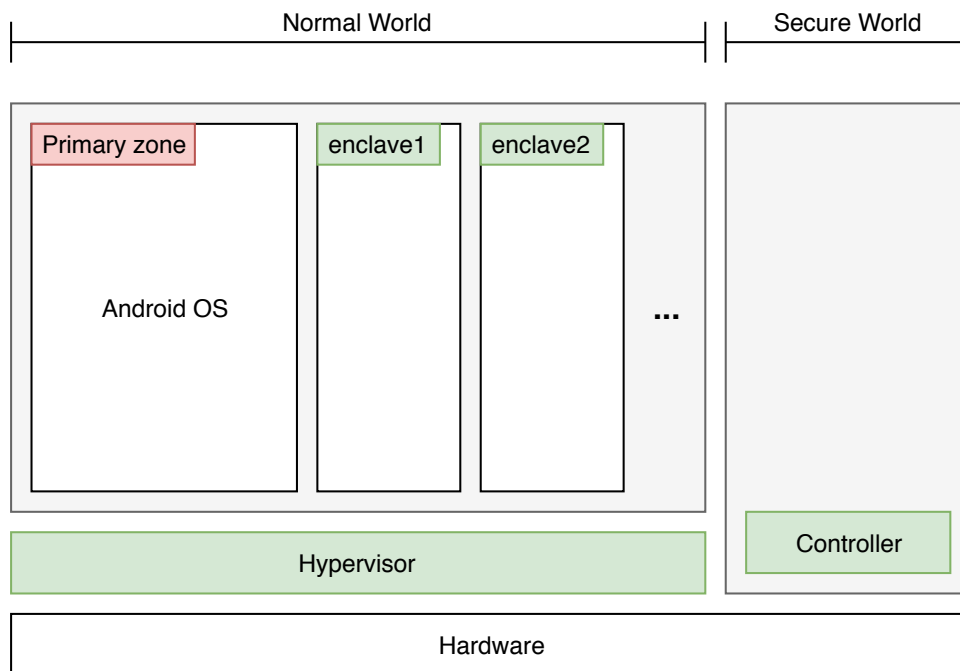 Normal World
Secure World
Primary zone
enclave1
enclave2
Android OS
...
Controller
Hypervisor
Hardware